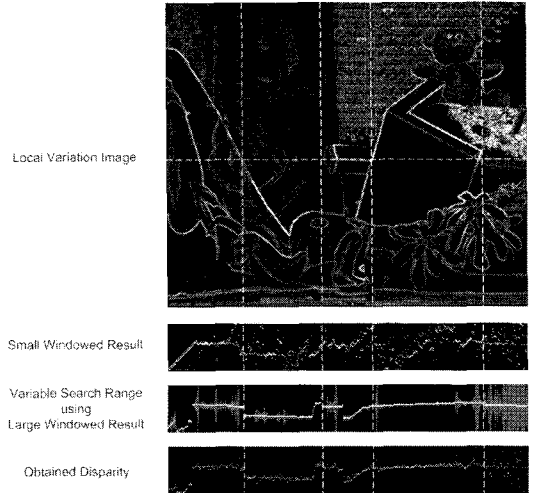 Local Variation Image
Small Windowed Result
Variable Search Range
using
Large Windowed Result
Obtained Disparity